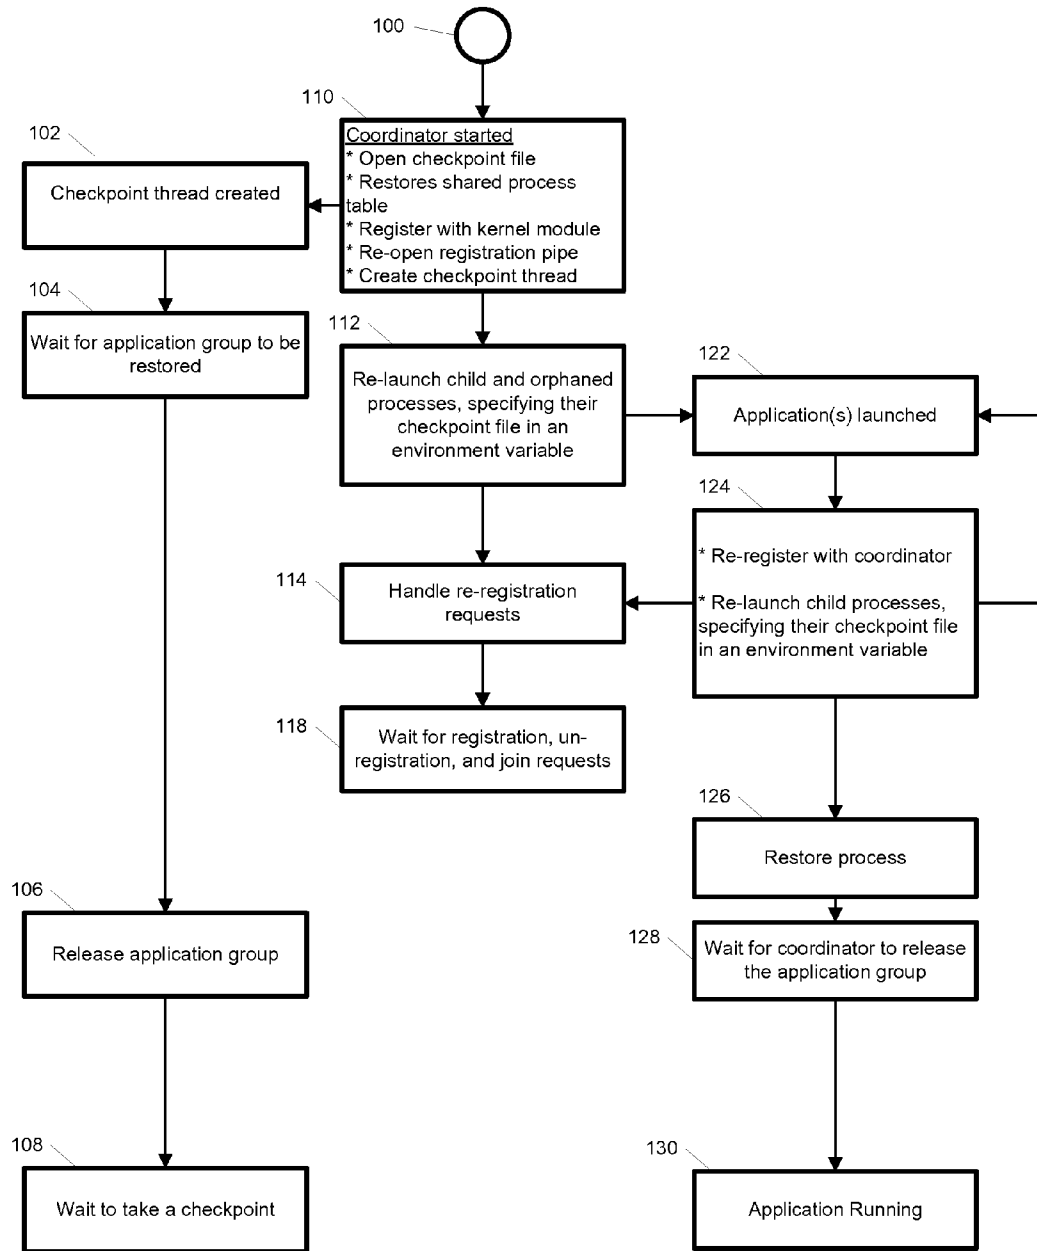 100
110
Coordinator started
* Open checkpoint file
* Restores shared process
table
* Register with kernel module
* Re-open registration pipe
* Create checkpoint thread
102
Checkpoint thread created
104
Wait for application group to be
restored
112
Re-launch child and orphaned
processes, specifying their
checkpoint file in an
environment variable
122
Application(s) launched
124
* Re-register with coordinator
* Re-launch child processes,
specifying their checkpoint file
in an environment variable
114
Handle re-registration
requests
118
Wait for registration, un-
registration, and join requests
126
Restore process
106
Release application group
128
Wait for coordinator to release
the application group
108
Wait to take a checkpoint
130
Application Running